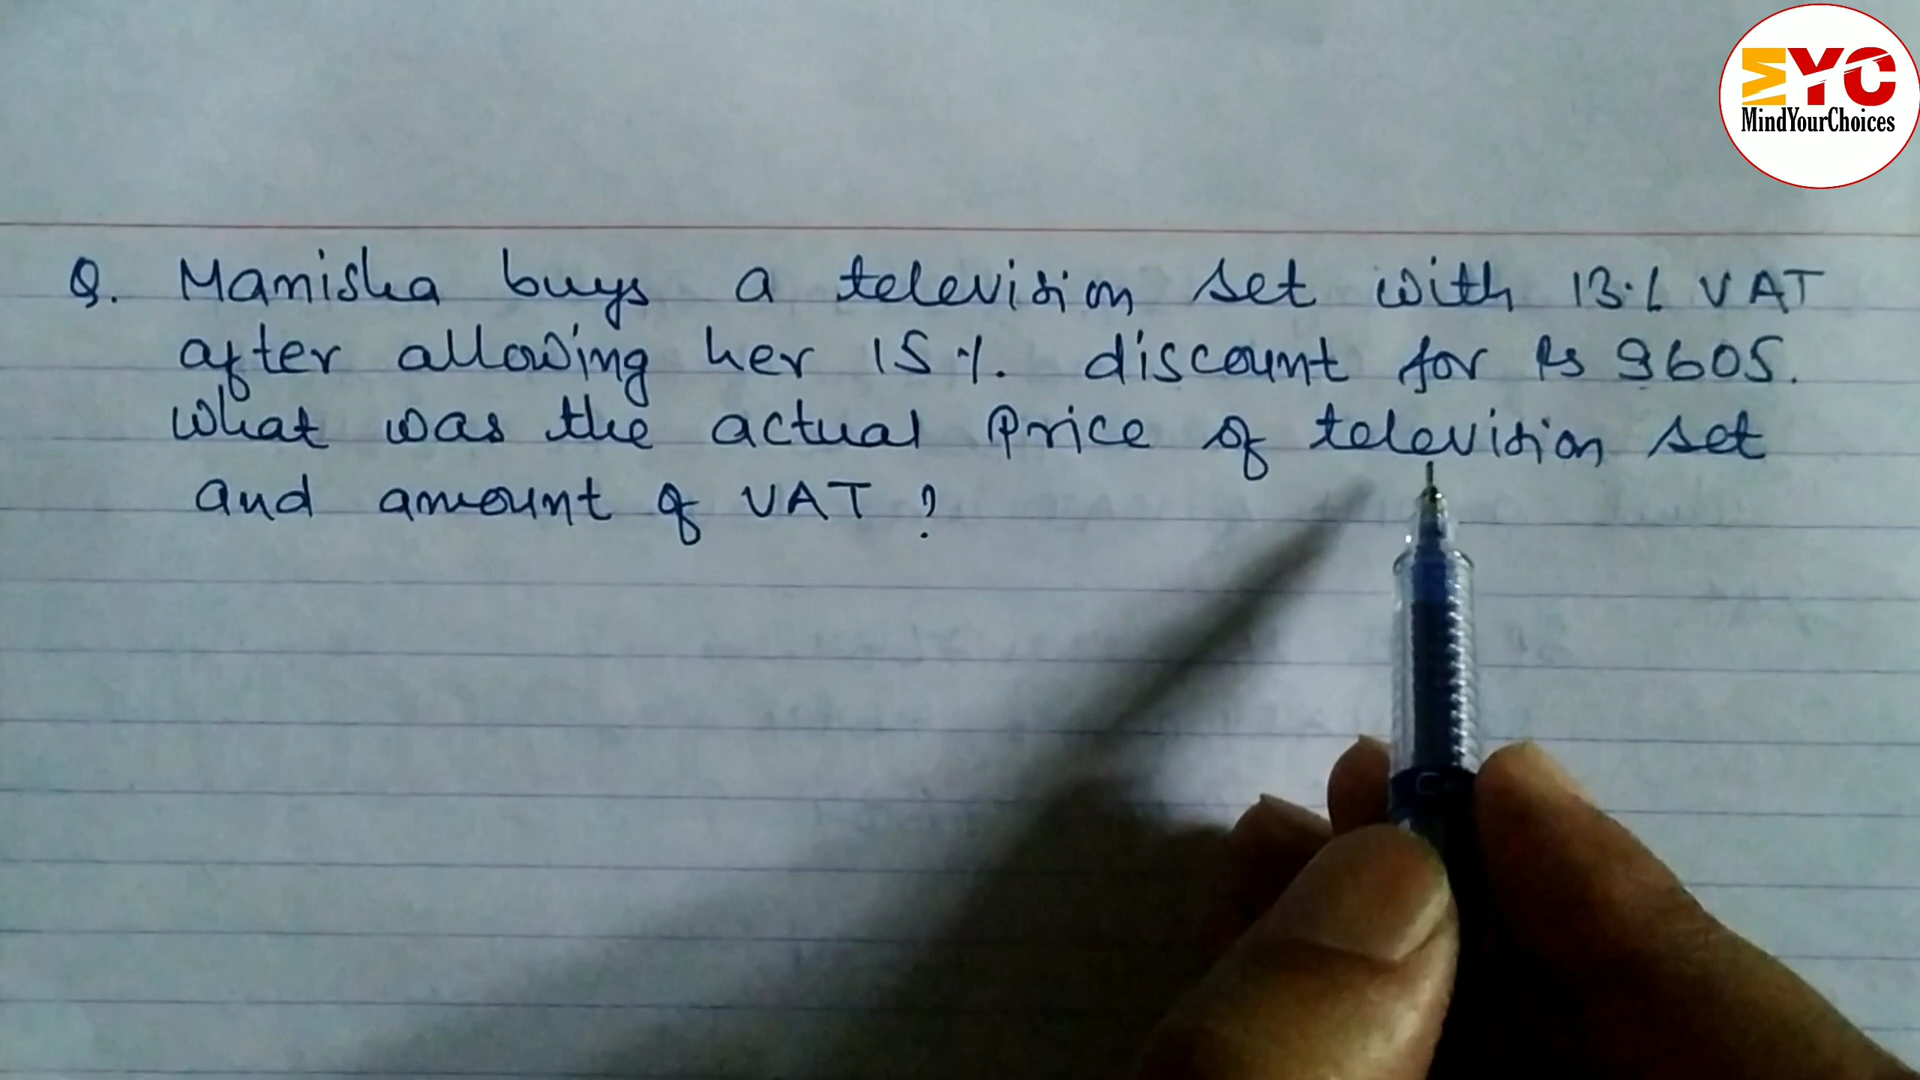 MYC
MindYourChoices
Q. Manisha buys a television set with 13% VAT
after allowing her 15%. discount for Rs 9605.
What was the actual Price of television set
and amount of VAT ?